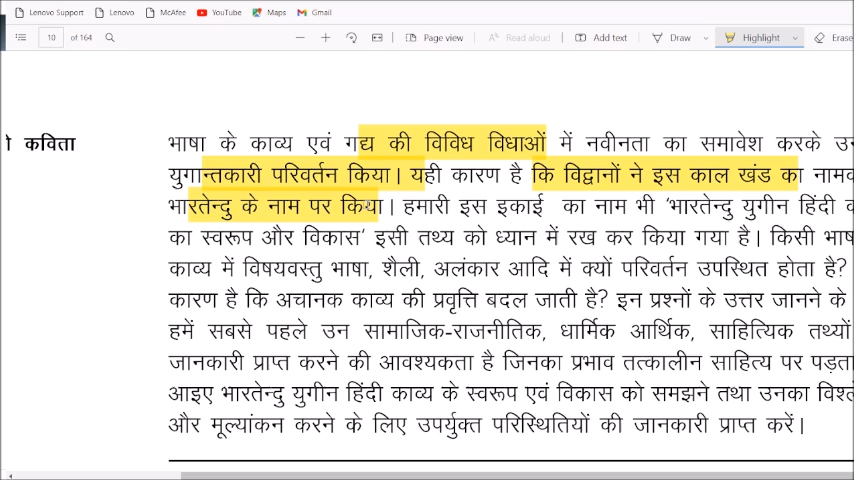 Lenovo Support Lenovo McAfee YouTube Maps Gmail
10 of 164 Page view Read aloud Add text Draw Highlight Erase
कविता
भाषा के काव्य एवं गद्य की विविध विधाओं में नवीनता का समावेश करके
युगान्तकारी परिवर्तन किया। यही कारण है कि विद्वानों ने इस काल खंड का
भारतेन्दु के नाम पर किया। हमारी इस इकाई का नाम भी 'भारतेन्दु युगीन हिंदी
का स्वरूप और विकास' इसी तथ्य को ध्यान में रख कर किया गया है। किसी
काव्य में विषयवस्तु भाषा, शैली, अलंकार आदि में क्यों परिवर्तन उपस्थित होता है?
कारण है कि अचानक काव्य की प्रवृत्ति बदल जाती है? इन प्रश्नों के उत्तर जानने के
हमें सबसे पहले उन सामाजिक-राजनीतिक, धार्मिक आर्थिक, साहित्यिक तथ्यों
जानकारी प्राप्त करने की आवश्यकता है जिनका प्रभाव तत्कालीन साहित्य पर
आइए भारतेन्दु युगीन हिंदी काव्य के स्वरूप एवं विकास को समझने तथा उनका
और मूल्यांकन करने के लिए उपर्युक्त परिस्थितियों की जानकारी प्राप्त करें।